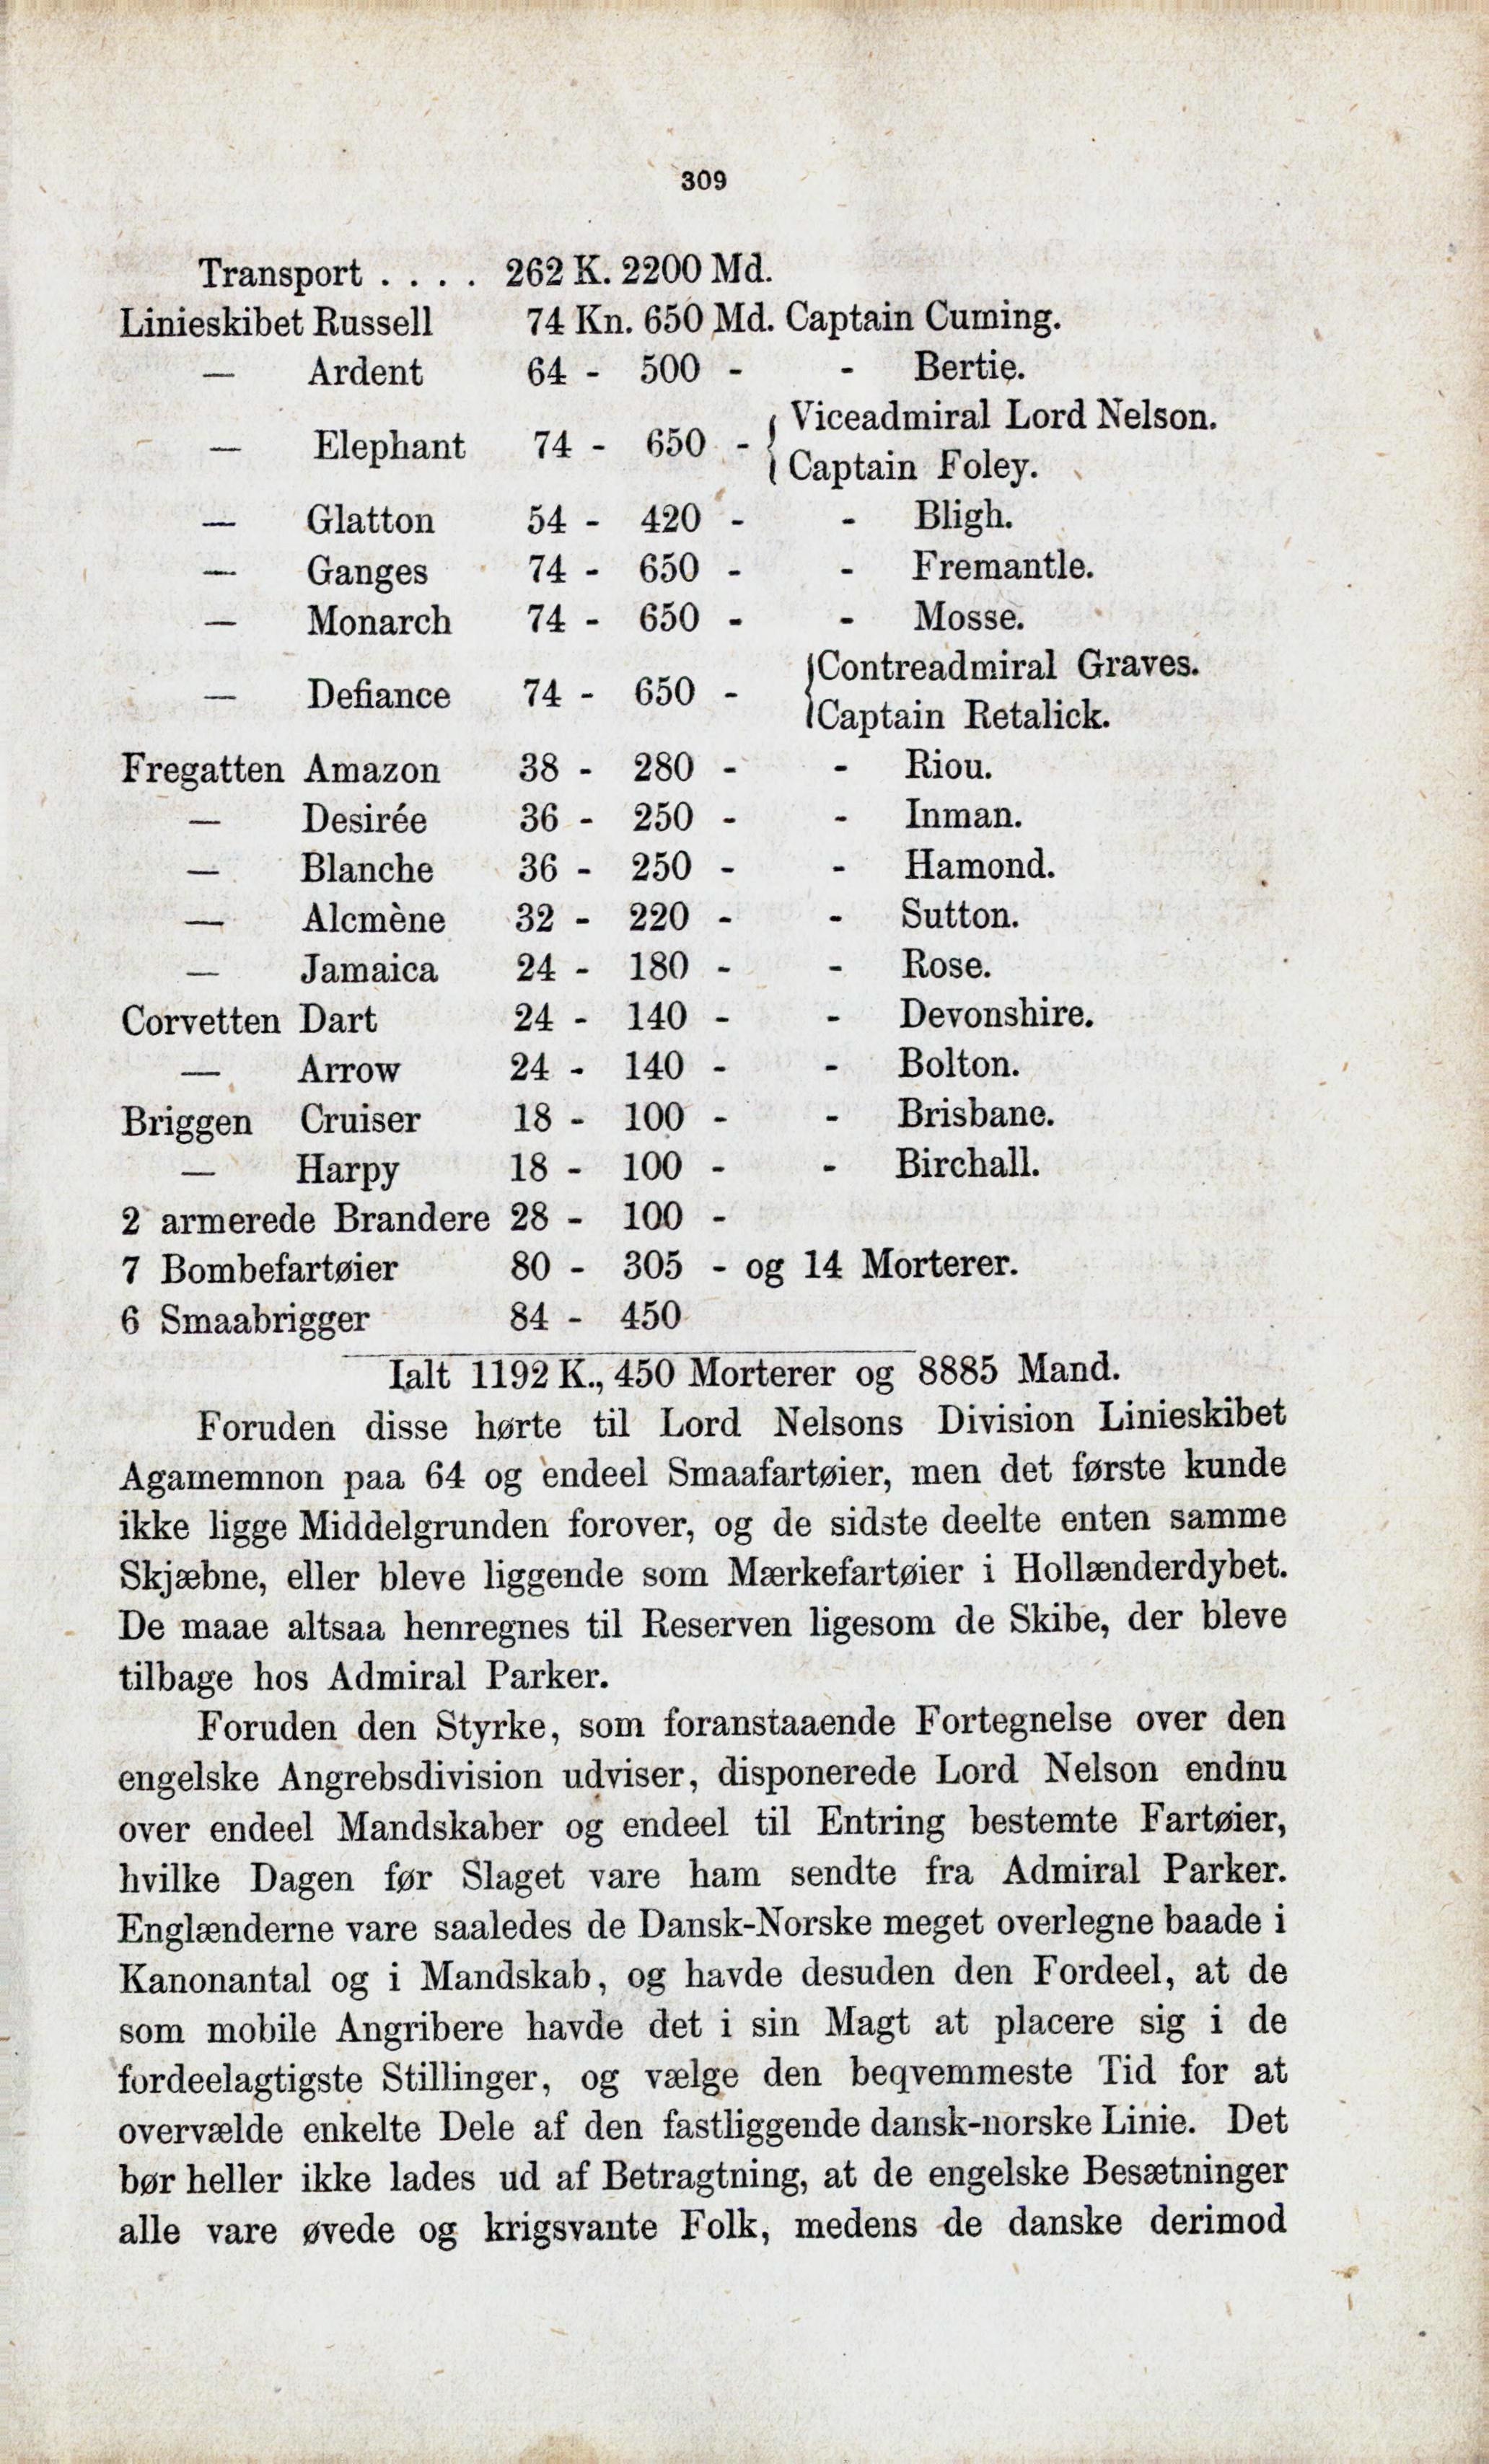 309
Transport . . . . 262 K. 2200 Md.
Linieskibet Russell 74 Kn. 650 Md. Captain Cuming.
— Ardent 64 - 500 - - Bertie.
— Elephant 74 - 650 - { Viceadmiral Lord Nelson.
Captain Foley.
— Glatton 54 - 420 - - Bligh.
— Ganges 74 - 650 - - Fremantle.
— Monarch 74 - 650 - - Mosse.
— Defiance 74 - 650 - { Contreadmiral Graves.
Captain Retalick.
Fregatten Amazon 38 - 280 - - Riou.
— Desirée 36 - 250 - - Inman.
— Blanche 36 - 250 - - Hamond.
— Alcmène 32 - 220 - - Sutton.
— Jamaica 24 - 180 - - Rose.
Corvetten Dart 24 - 140 - - Devonshire.
— Arrow 24 - 140 - - Bolton.
Briggen Cruiser 18 - 100 - - Brisbane.
— Harpy 18 - 100 - - Birchall.
2 armerede Brandere 28 - 100 -
7 Bombefartøier 80 - 305 - og 14 Morterer.
6 Smaabrigger 84 - 450
Ialt 1192 K., 450 Morterer og 8885 Mand.
Foruden disse hørte til Lord Nelsons Division Linieskibet
Agamemnon paa 64 og endeel Smaafartøier, men det første kunde
ikke ligge Middelgrunden forover, og de sidste deelte enten samme
Skjæbne, eller bleve liggende som Mærkefartøier i Hollænderdybet.
De maae altsaa henregnes til Reserven ligesom de Skibe, der bleve
tilbage hos Admiral Parker.
Foruden den Styrke, som foranstaaende Fortegnelse over den
engelske Angrebsdivision udviser, disponerede Lord Nelson endnu
over endeel Mandskaber og endeel til Entring bestemte Fartøier,
hvilke Dagen før Slaget vare ham sendte fra Admiral Parker.
Englænderne vare saaledes de Dansk-Norske meget overlegne baade i
Kanonantal og i Mandskab, og havde desuden den Fordeel, at de
som mobile Angribere havde det i sin Magt at placere sig i de
fordeelagtigste Stillinger, og vælge den beqvemmeste Tid for at
overvælde enkelte Dele af den fastliggende dansk-norske Linie. Det
bør heller ikke lades ud af Betragtning, at de engelske Besætninger
alle vare øvede og krigsvante Folk, medens de danske derimod